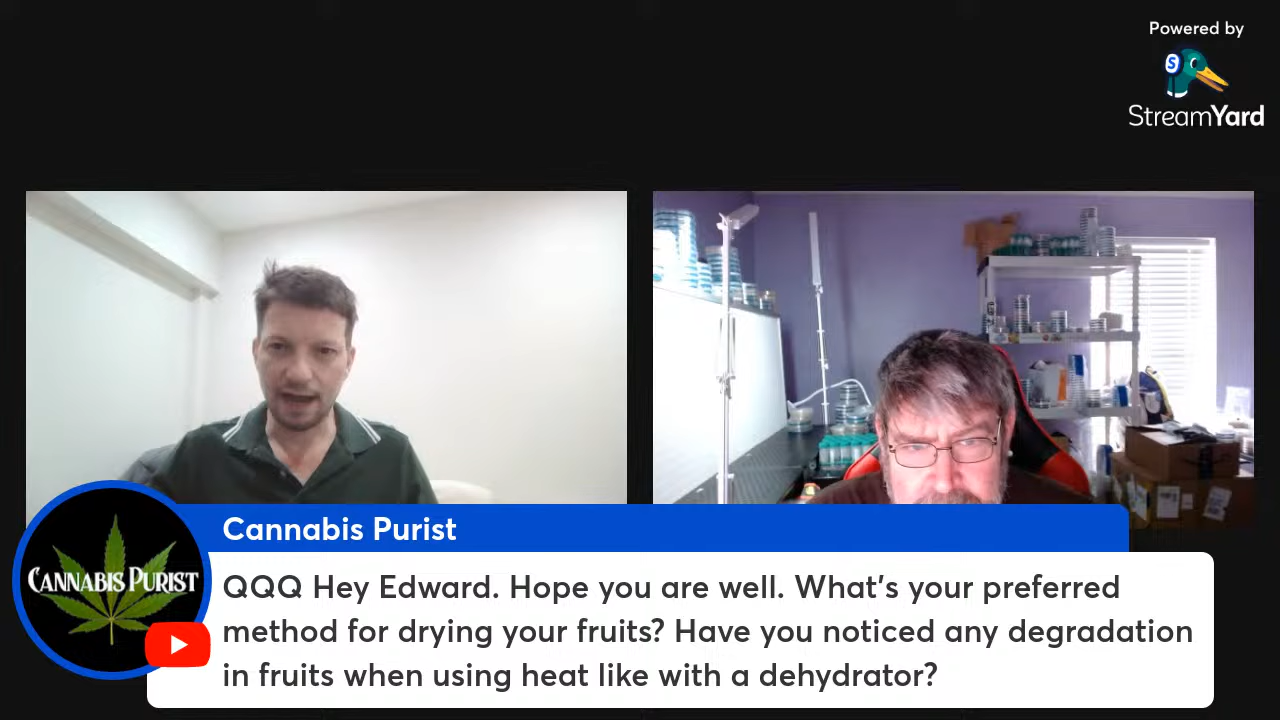 Powered by
StreamYard
Cannabis Purist
CANNABIS PURIST
QQQ Hey Edward. Hope you are well. What's your preferred
method for drying your fruits? Have you noticed any degradation
in fruits when using heat like with a dehydrator?